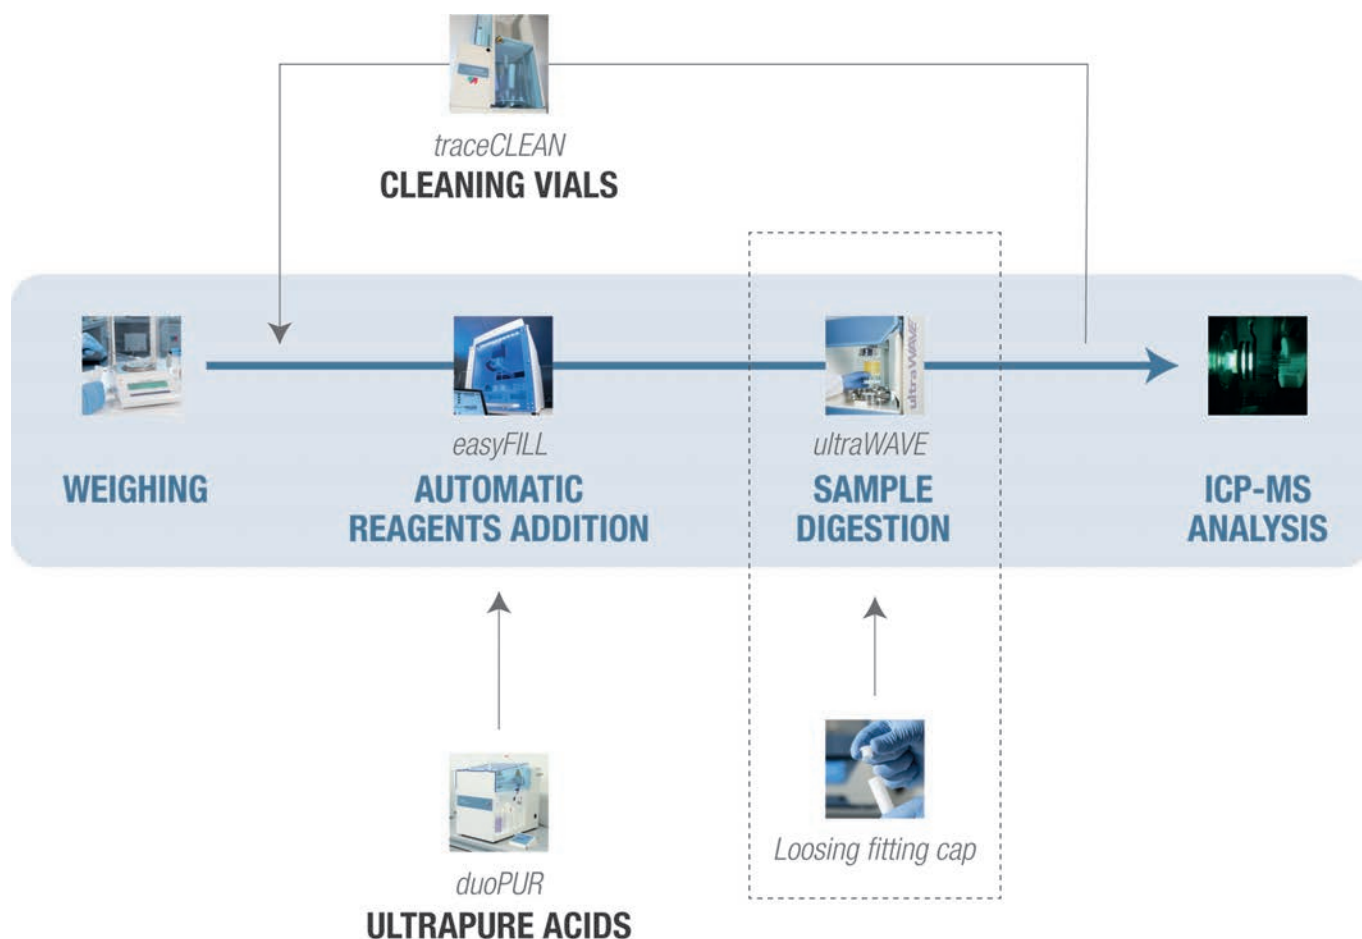 traceCLEAN
CLEANING VIALS
WEIGHING
easyFILL
AUTOMATIC
REAGENTS ADDITION
ultraWAVE
ultraWAVE
SAMPLE
DIGESTION
ICP-MS
ANALYSIS
duoPUR
ULTRAPURE ACIDS
Loosing fitting cap